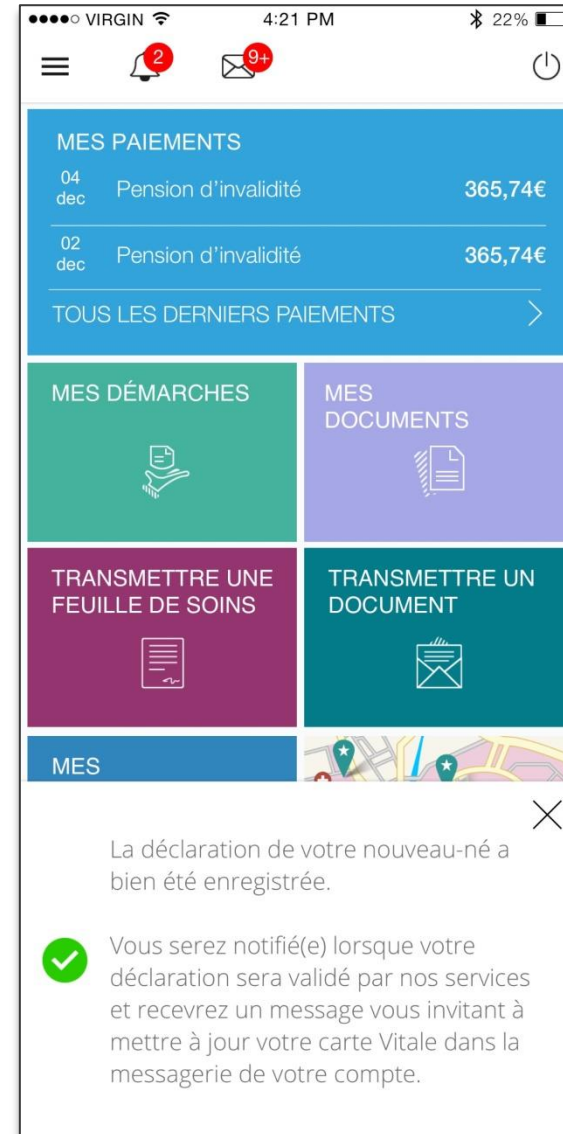 VIRGIN 4:21 PM 22%
2 9+
MES PAIEMENTS
04 dec Pension d'invalidité 365,74€
02 dec Pension d'invalidité 365,74€
TOUS LES DERNIERS PAIEMENTS
MES DÉMARCHES
MES
DOCUMENTS
TRANSMETTRE UNE
FEUILLE DE SOINS
TRANSMETTRE UN
DOCUMENT
MES
La déclaration de votre nouveau-né a
bien été enregistrée.
Vous serez notifié(e) lorsque votre
déclaration sera validé par nos services
et recevrez un message vous invitant à
mettre à jour votre carte Vitale dans la
messagerie de votre compte.